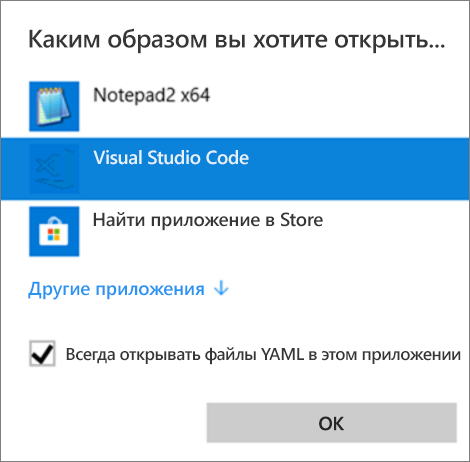 Каким образом вы хотите открыть...
Notepad2 x64
Visual Studio Code
Найти приложение в Store
Другие приложения
Всегда открывать файлы YAML в этом приложении
ОК